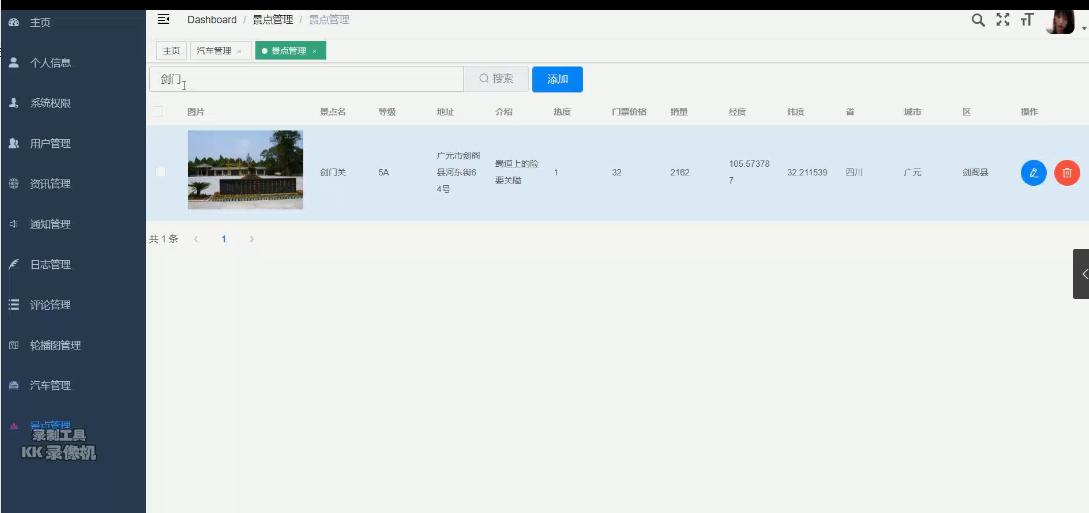 主页
个人信息
系统权限
用户管理
资讯管理
通知管理
日志管理
评论管理
轮播图管理
汽车管理
景点管理
录制工具
KK 录像机
Dashboard / 景点管理 / 景点管理
主页 汽车管理 × 景点管理 ×
剑门 搜索 添加
图片 景点名 等级 地址 介绍 热度 门票价格 销量 经度 纬度 省 城市 区 操作
剑门关 5A 广元市剑阁县河东街64号 蜀道上的险要关隘 1 32 2162 105.573787 32.211539 四川 广元 剑阁县
共 1 条 1